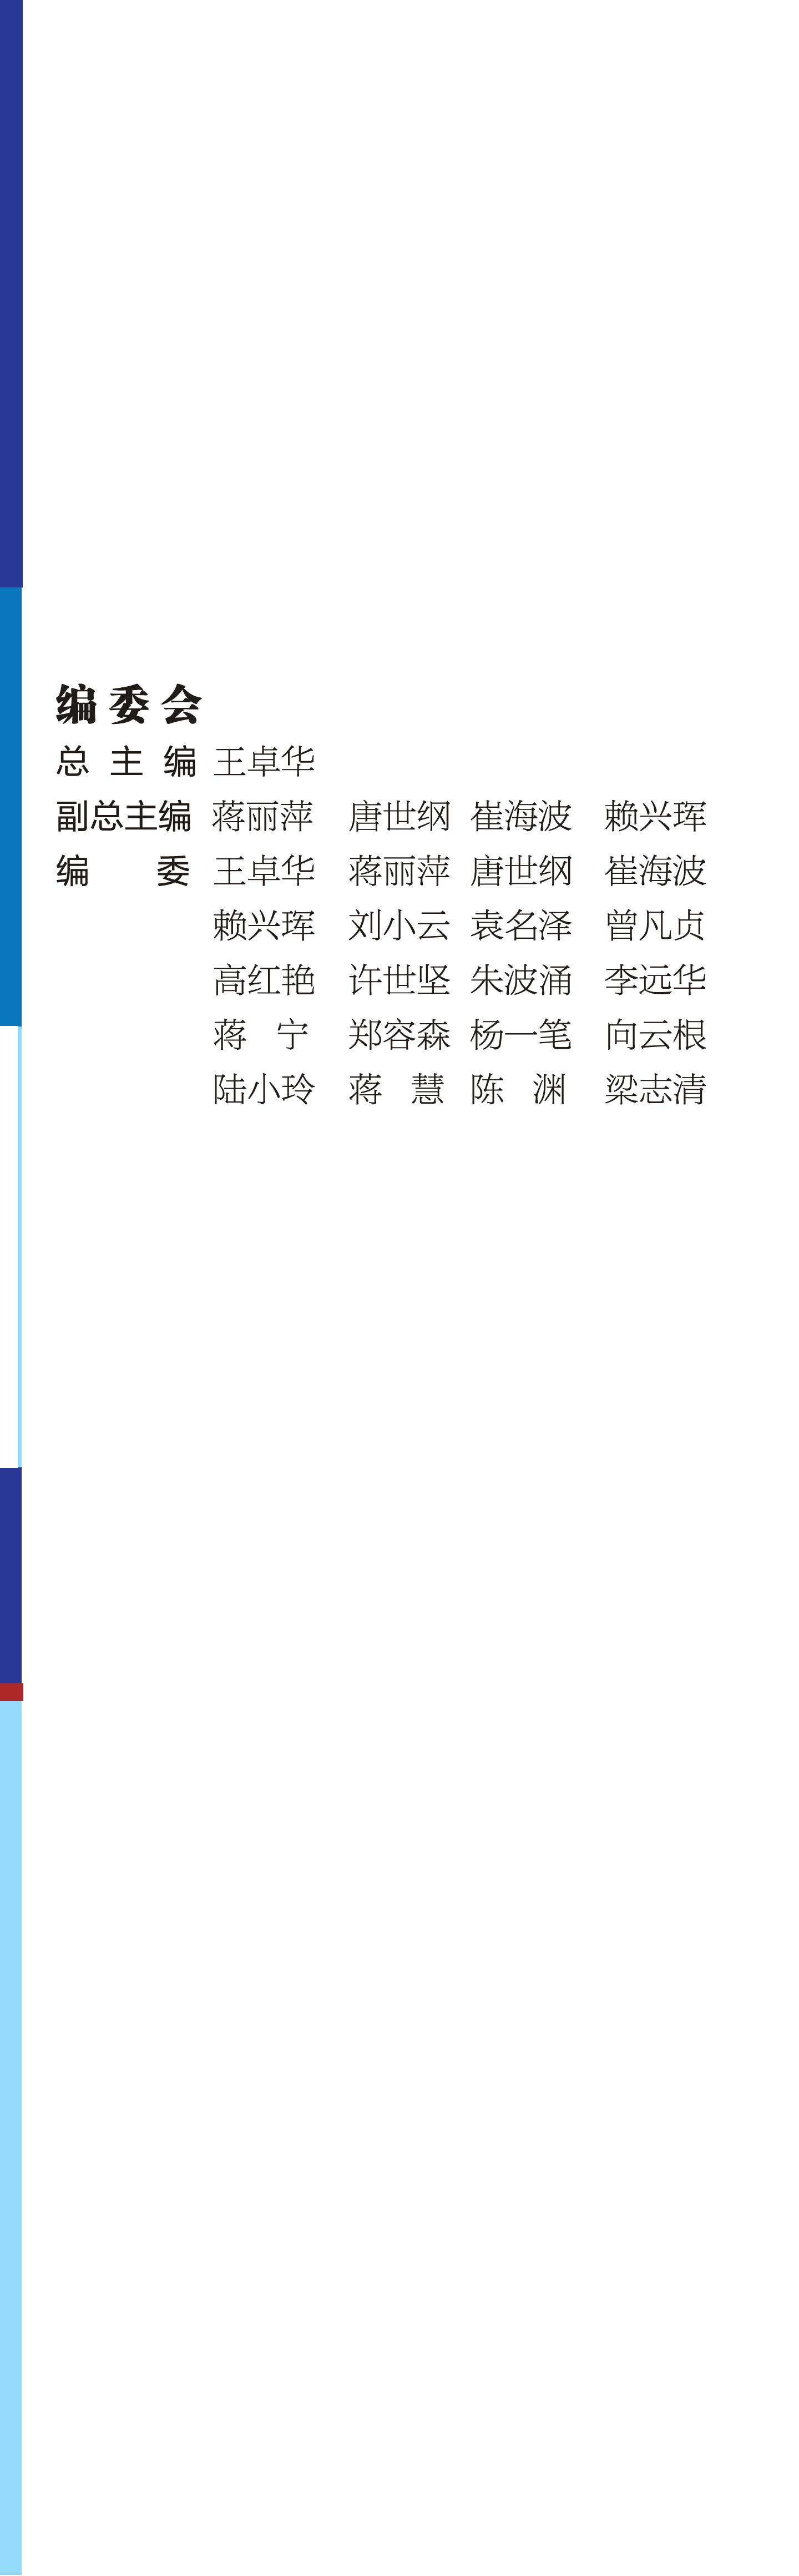 编委会
总主编 王卓华
副总主编 蒋丽萍 唐世纲 崔海波 赖兴珲
编委 王卓华 蒋丽萍 唐世纲 崔海波
赖兴珲 刘小云 袁名泽 曾凡贞
高红艳 许世坚 朱波涌 李远华
蒋宁 郑容森 杨一笔 向云根
陆小玲 蒋慧 陈渊 梁志清